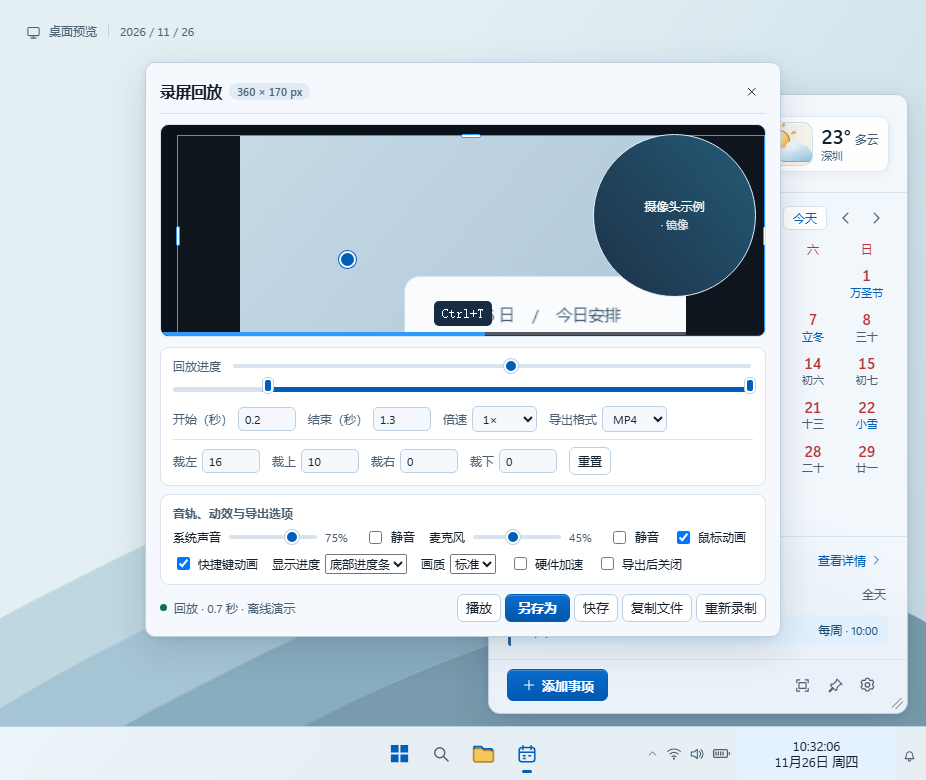 桌面预览 2026 / 11 / 26
录屏回放 360 × 170 px
摄像头示例
· 镜像
Ctrl+T
日 / 今日安排
回放进度
开始（秒） 0.2 结束（秒） 1.3 倍速 1× 导出格式 MP4
裁左 16 裁上 10 裁右 0 裁下 0 重置
音轨、动效与导出选项
系统声音 75% 静音 麦克风 45% 静音 鼠标动画
快捷键动画 显示进度 底部进度条 画质 标准 硬件加速 导出后关闭
回放 · 0.7 秒 · 离线演示 播放 另存为 快存 复制文件 重新录制
23° 多云
深圳
今天
六 日
1
万圣节
7 8
立冬 三十
14 15
初六 初七
21 22
十三 小雪
28 29
二十 廿一
查看详情
全天
每周 · 10:00
添加事项
10:32:06
11月26日 周四